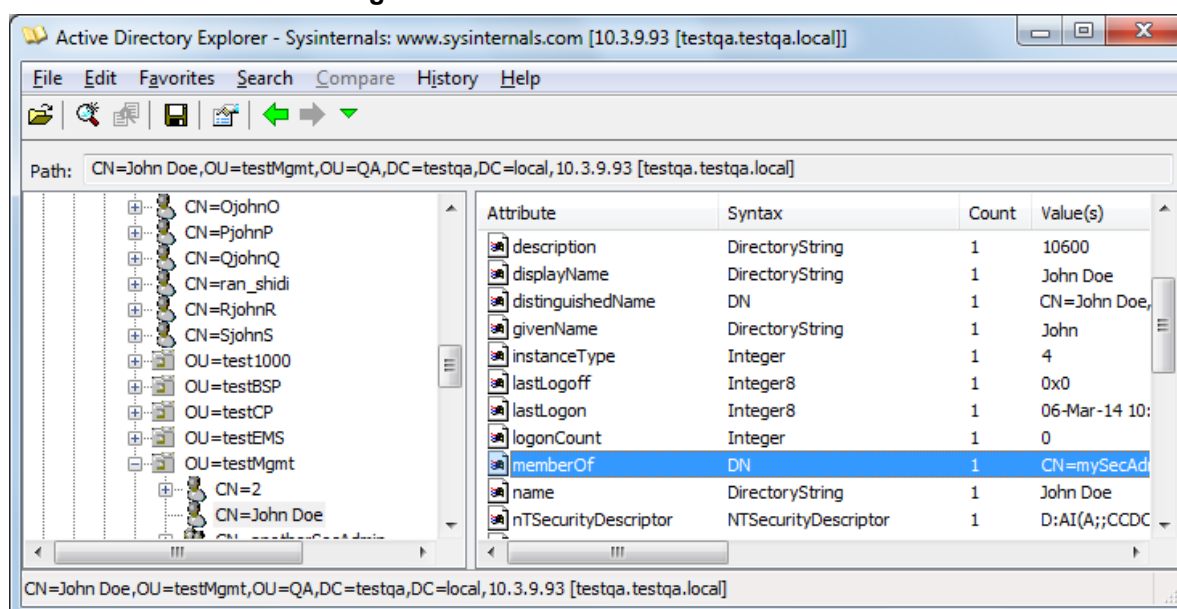 g
Active Directory Explorer - Sysinternals: www.sysinternals.com [10.3.9.93 [testqa.testqa.local]]
File Edit Favorites Search Compare History Help
Path: CN=John Doe,OU=testMgmt,OU=QA,DC=testqa,DC=local,10.3.9.93 [testqa.testqa.local]
CN=OjohnO
CN=PjohnP
CN=QjohnQ
CN=ran_shidi
CN=RjohnR
CN=SjohnS
OU=test1000
OU=testBSP
OU=testCP
OU=testEMS
OU=testMgmt
CN=2
CN=John Doe
CN=anotherSecAdmin
Attribute Syntax Count Value(s)
description DirectoryString 1 10600
displayName DirectoryString 1 John Doe
distinguishedName DN 1 CN=John Doe,
givenName DirectoryString 1 John
instanceType Integer 1 4
lastLogoff Integer8 1 0x0
lastLogon Integer8 1 06-Mar-14 10:
logonCount Integer 1 0
memberOf DN 1 CN=mySecAd
name DirectoryString 1 John Doe
nTSecurityDescriptor NTSecurityDescriptor 1 D:AI(A;;CCDC
CN=John Doe,OU=testMgmt,OU=QA,DC=testqa,DC=local,10.3.9.93 [testqa.testqa.local]